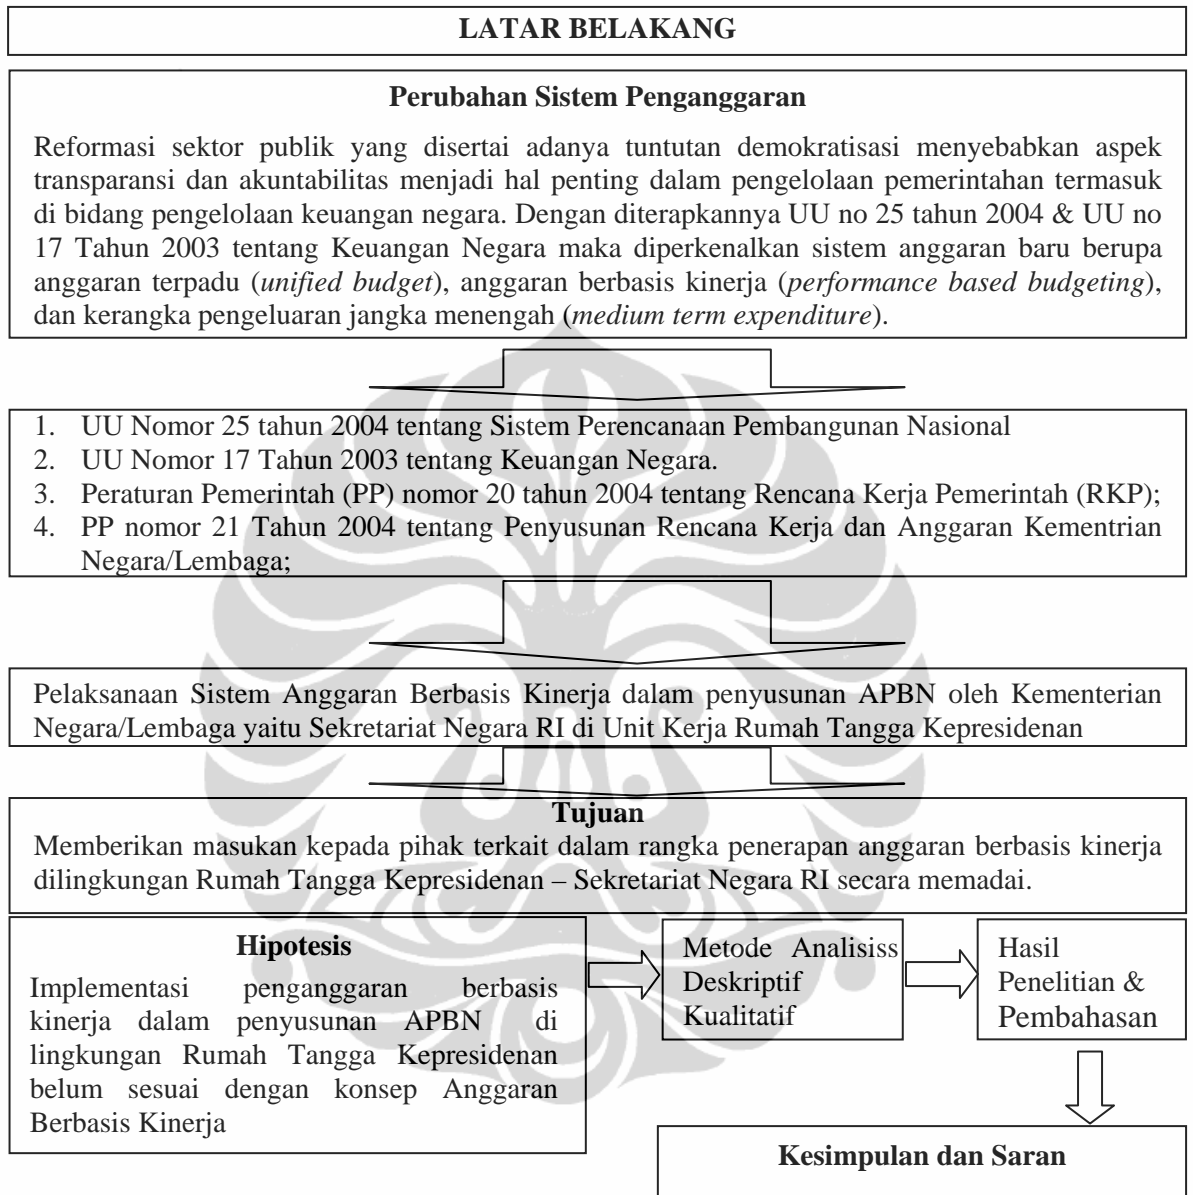 LATAR BELAKANG
Perubahan Sistem Penganggaran
Reformasi sektor publik yang disertai adanya tuntutan demokratisasi menyebabkan aspek
transparansi dan akuntabilitas menjadi hal penting dalam pengelolaan pemerintahan termasuk
di bidang pengelolaan keuangan negara. Dengan diterapkannya UU no 25 tahun 2004 & UU no
17 Tahun 2003 tentang Keuangan Negara maka diperkenalkan sistem anggaran baru berupa
anggaran terpadu (unified budget), anggaran berbasis kinerja (performance based budgeting),
dan kerangka pengeluaran jangka menengah (medium term expenditure).
1. UU Nomor 25 tahun 2004 tentang Sistem Perencanaan Pembangunan Nasional
2. UU Nomor 17 Tahun 2003 tentang Keuangan Negara.
3. Peraturan Pemerintah (PP) nomor 20 tahun 2004 tentang Rencana Kerja Pemerintah (RKP);
4. PP nomor 21 Tahun 2004 tentang Penyusunan Rencana Kerja dan Anggaran Kementrian
Negara/Lembaga;
Pelaksanaan Sistem Anggaran Berbasis Kinerja dalam penyusunan APBN oleh Kementerian
Negara/Lembaga yaitu Sekretariat Negara RI di Unit Kerja Rumah Tangga Kepresidenan
Tujuan
Memberikan masukan kepada pihak terkait dalam rangka penerapan anggaran berbasis kinerja
dilingkungan Rumah Tangga Kepresidenan – Sekretariat Negara RI secara memadai.
Hipotesis
Implementasi penganggaran berbasis
kinerja dalam penyusunan APBN di
lingkungan Rumah Tangga Kepresidenan
belum sesuai dengan konsep Anggaran
Berbasis Kinerja
Metode Analisiss
Deskriptif
Kualitatif
Hasil
Penelitian &
Pembahasan
Kesimpulan dan Saran